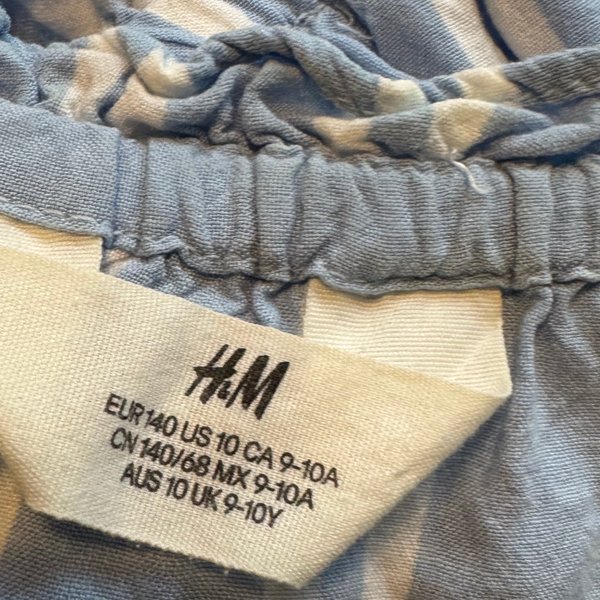 H&M
EUR 140 US 10 CA 9-10A
CN 140/68 MX 9-10A
AUS 10 UK 9-10Y